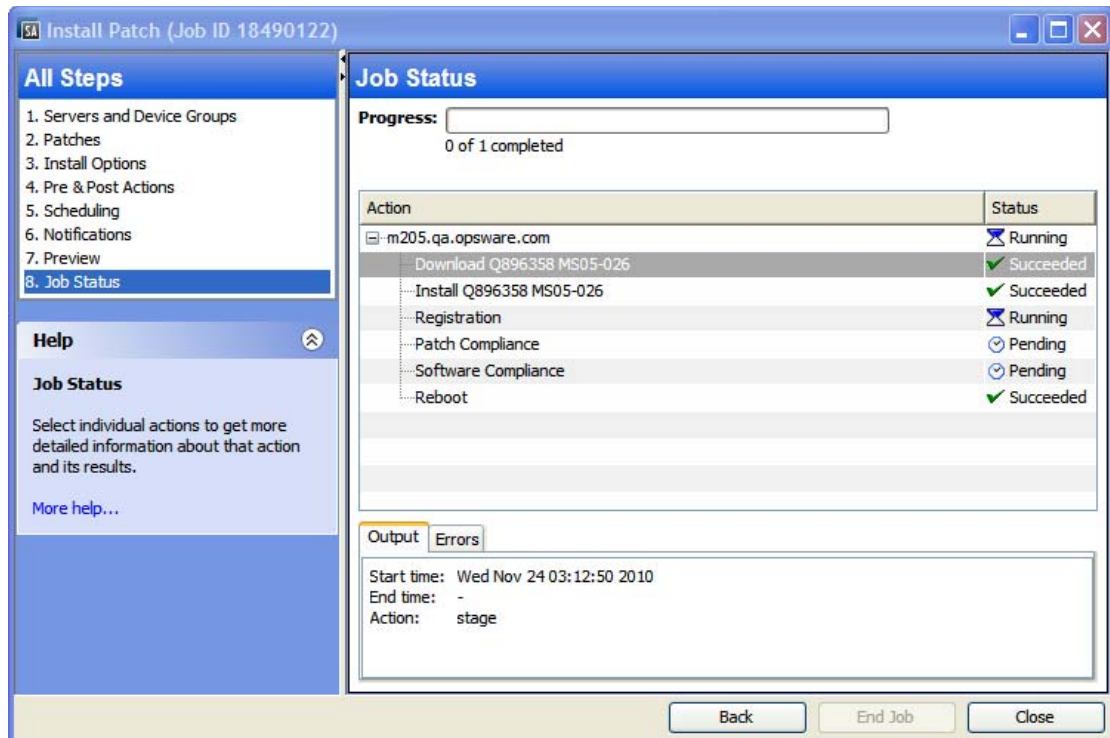 SA Install Patch (Job ID 18490122)
All Steps
1. Servers and Device Groups
2. Patches
3. Install Options
4. Pre & Post Actions
5. Scheduling
6. Notifications
7. Preview
8. Job Status
Help
Job Status
Select individual actions to get more
detailed information about that action
and its results.
More help...
Job Status
Progress:
0 of 1 completed
Action Status
m205.qa.opsware.com Running
Download Q896358 MS05-026 Succeeded
Install Q896358 MS05-026 Succeeded
Registration Running
Patch Compliance Pending
Software Compliance Pending
Reboot Succeeded
Output Errors
Start time: Wed Nov 24 03:12:50 2010
End time: -
Action: stage
Back End Job Close